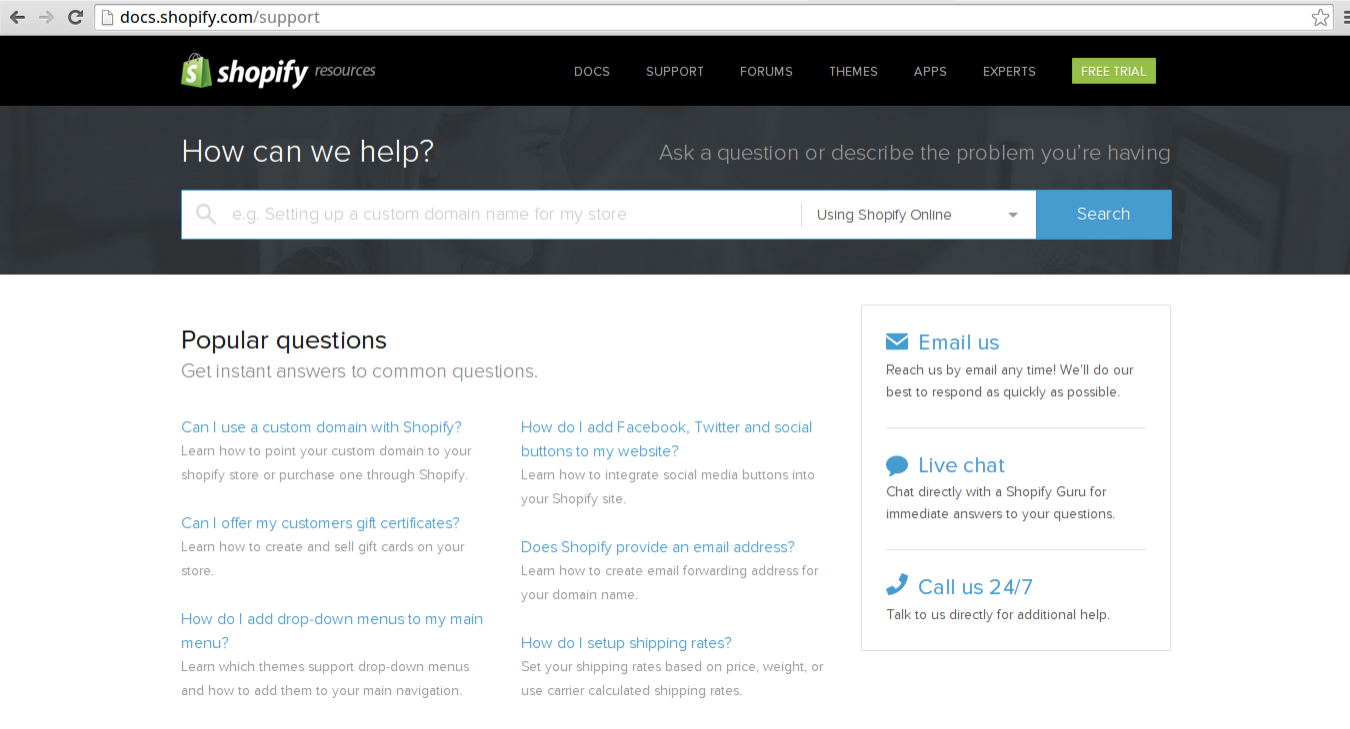 docs.shopify.com/support
shopify resources
DOCS SUPPORT FORUMS THEMES APPS EXPERTS FREE TRIAL
How can we help?
Ask a question or describe the problem you're having
e.g. Setting up a custom domain name for my store
Using Shopify Online
Search
Popular questions
Get instant answers to common questions.
Can I use a custom domain with Shopify?
Learn how to point your custom domain to your
shopify store or purchase one through Shopify.
Can I offer my customers gift certificates?
Learn how to create and sell gift cards on your
store.
How do I add drop-down menus to my main
menu?
Learn which themes support drop-down menus
and how to add them to your main navigation.
How do I add Facebook, Twitter and social
buttons to my website?
Learn how to integrate social media buttons into
your Shopify site.
Does Shopify provide an email address?
Learn how to create email forwarding address for
your domain name.
How do I setup shipping rates?
Set your shipping rates based on price, weight, or
use carrier calculated shipping rates.
Email us
Reach us by email any time! We'll do our
best to respond as quickly as possible.
Live chat
Chat directly with a Shopify Guru for
immediate answers to your questions.
Call us 24/7
Talk to us directly for additional help.